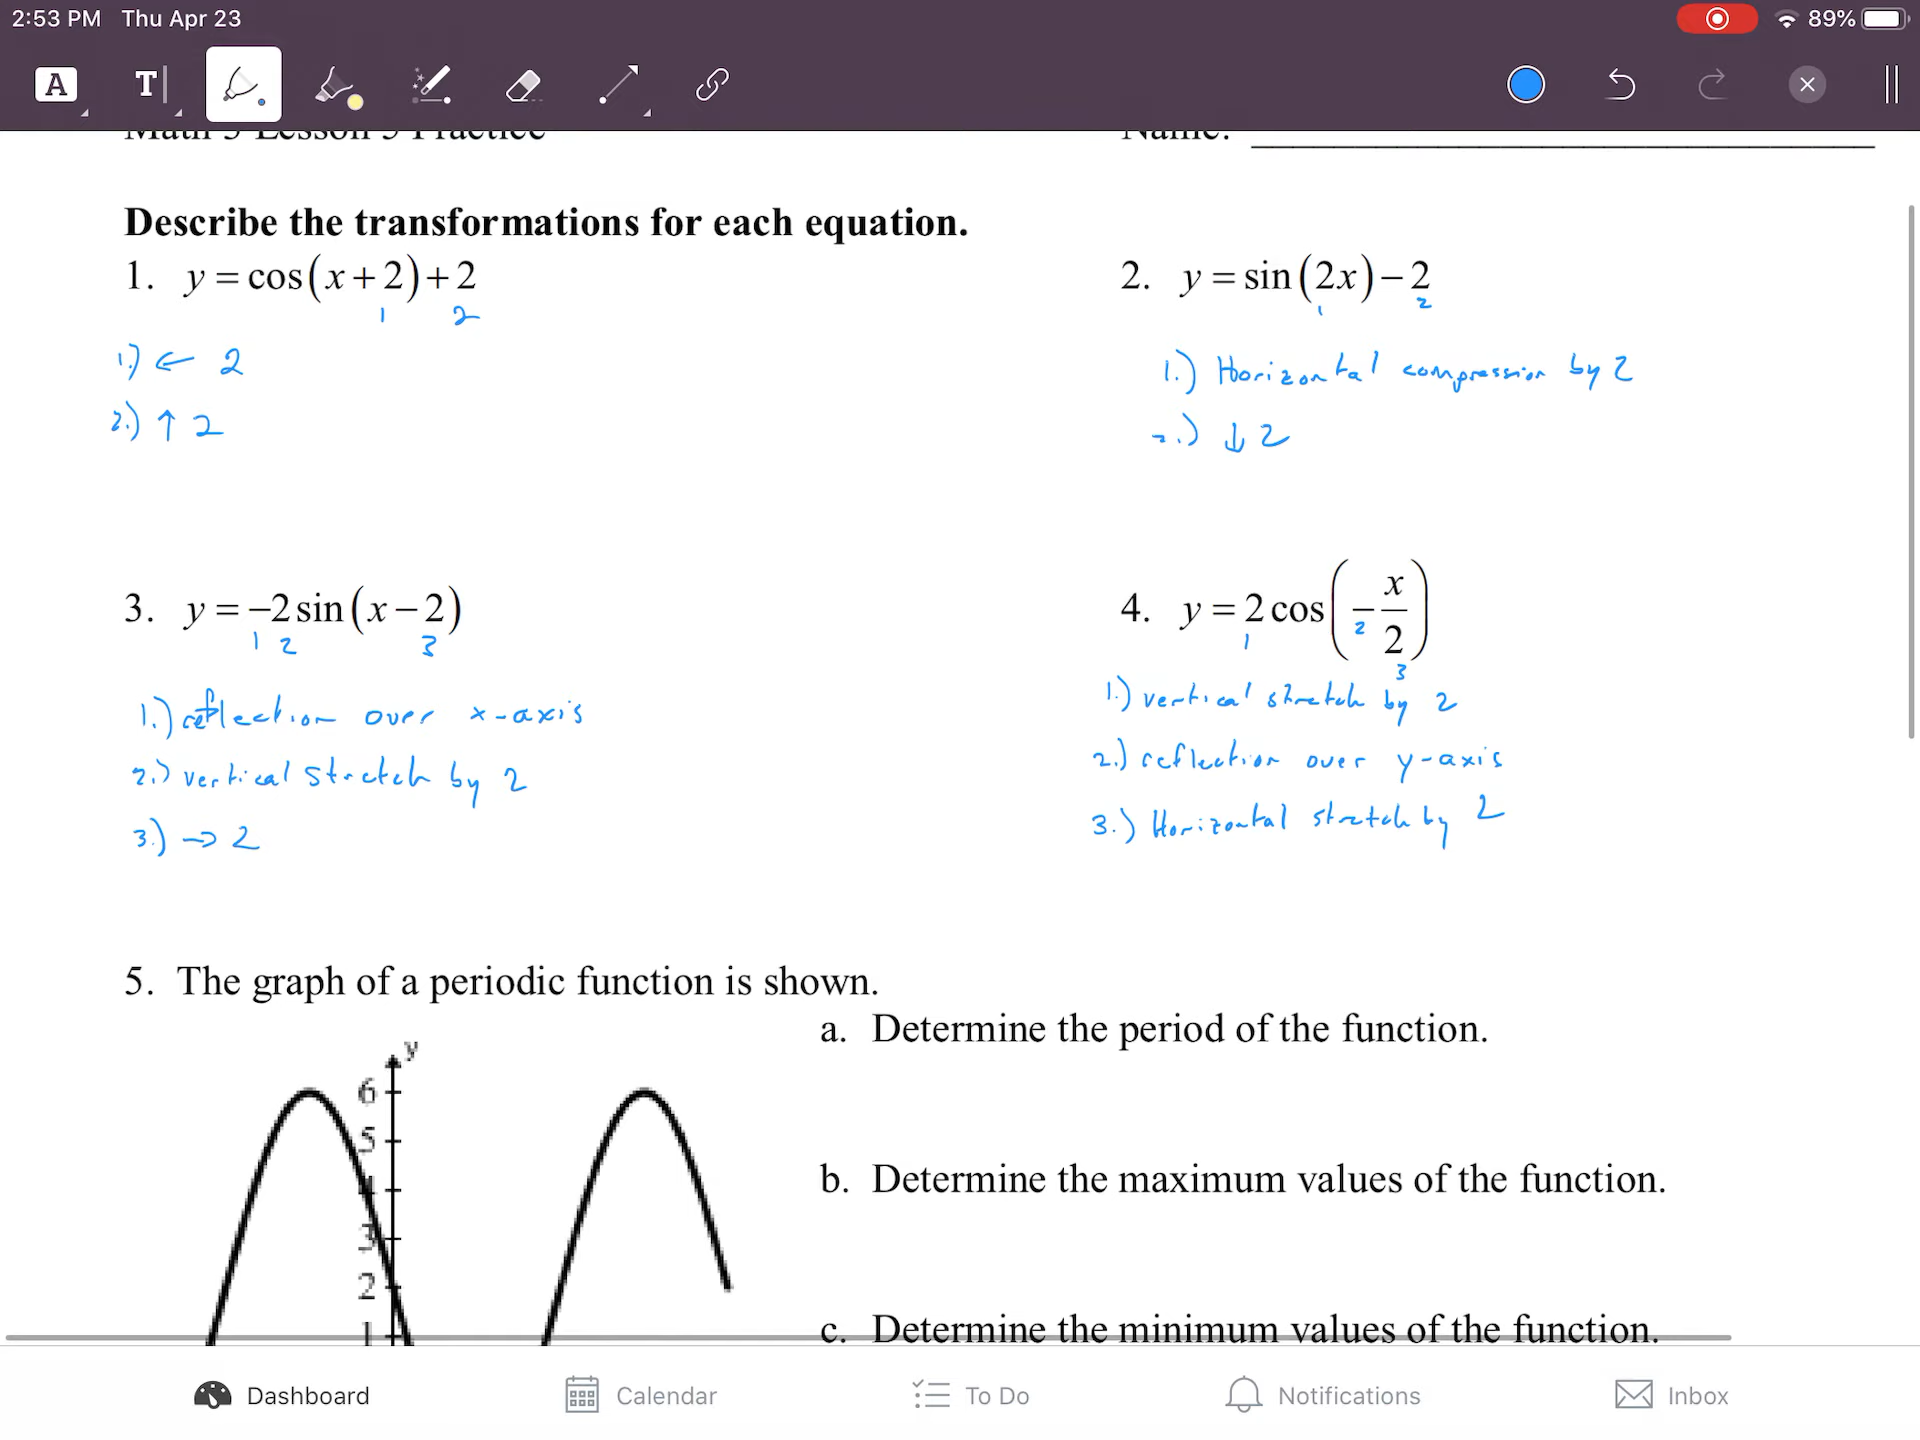 2:53 PM Thu Apr 23 89%
A T
Math 3 Lesson 5 Practice Name:
Describe the transformations for each equation.
1. y = cos(x + 2) + 2
1 2
1.) ← 2
2.) ↑ 2
2. y = sin(2x) − 2
1 2
1.) Horizontal compression by 2
2.) ↓ 2
3. y = −2 sin(x − 2)
1 2 3
1.) reflection over x-axis
2.) vertical stretch by 2
3.) → 2
4. y = 2 cos(−x/2)
1 2 3
1.) vertical stretch by 2
2.) reflection over y-axis
3.) Horizontal stretch by 2
5. The graph of a periodic function is shown.
y
6
5
4
3
2
1
a. Determine the period of the function.
b. Determine the maximum values of the function.
c. Determine the minimum values of the function.
Dashboard Calendar To Do Notifications Inbox